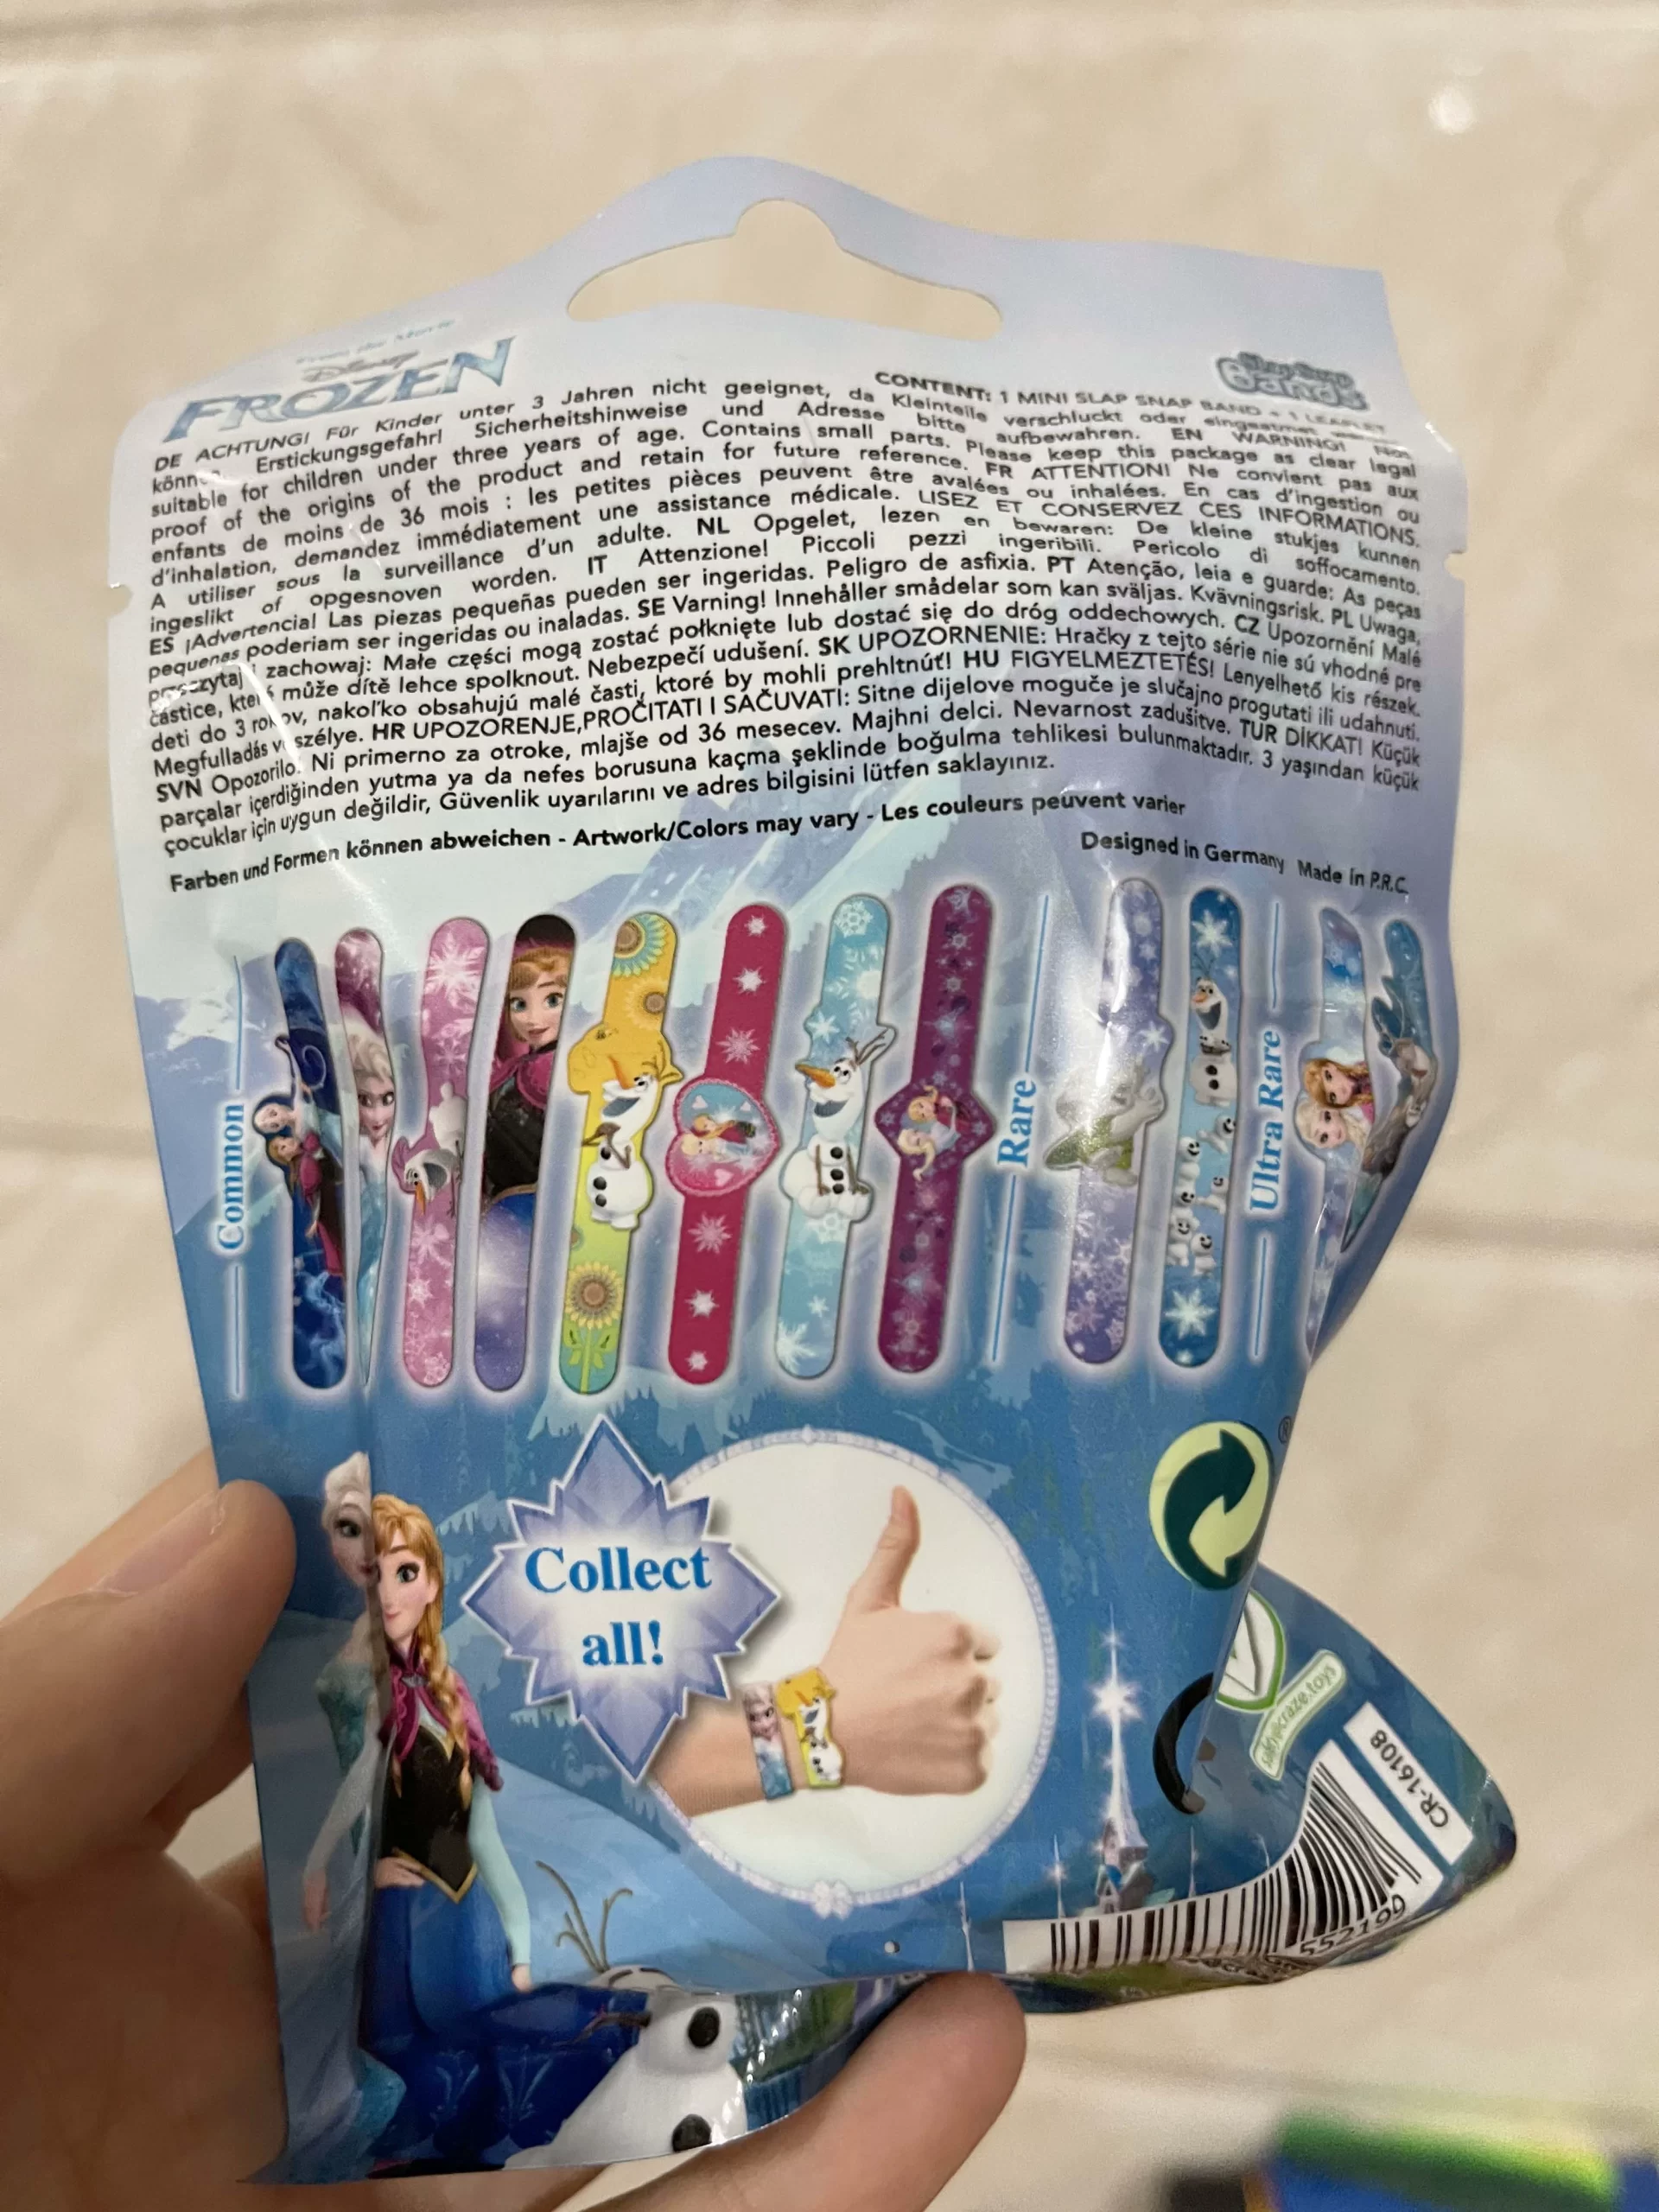 From the Movie
Disney
FROZEN
Slap Snap
Bands
CONTENT: 1 MINI SLAP SNAP BAND + 1 LEAFLET
DE ACHTUNG! Für Kinder unter 3 Jahren nicht geeignet, da Kleinteile verschluckt oder eingeatmet werden
Erstickungsgefahr! Sicherheitshinweise und Adresse bitte aufbewahren. EN WARNING! Not
suitable for children under three years of age. Contains small parts. Please keep this package as clear legal
proof of the origins of the product and retain for future reference. FR ATTENTION! Ne convient pas aux
enfants de moins de 36 mois : les petites pièces peuvent être avalées ou inhalées. En cas d'ingestion ou
d'inhalation, demandez immédiatement une assistance médicale. LISEZ ET CONSERVEZ CES INFORMATIONS.
A utiliser sous la surveillance d'un adulte. NL Opgelet, lezen en bewaren: De kleine stukjes kunnen
ingeslikt of opgesnoven worden. IT Attenzione! Piccoli pezzi ingeribili. Pericolo di soffocamento.
ES ¡Advertencia! Las piezas pequeñas pueden ser ingeridas. Peligro de asfixia. PT Atenção, leia e guarde: As peças
pequenas poderiam ser ingeridas ou inaladas. SE Varning! Innehåller smådelar som kan sväljas. Kvävningsrisk. PL Uwaga,
i zachowaj: Małe części mogą zostać połknięte lub dostać się do dróg oddechowych. CZ Upozornění Malé
částice, může dítě lehce spolknout. Nebezpečí udušení. SK UPOZORNENIE: Hračky z tejto série nie sú vhodné pre
deti do 3 rokov, nakoľko obsahujú malé časti, ktoré by mohli prehltnúť! HU FIGYELMEZTETÉS! Lenyelhető kis részek.
Megfulladás veszélye. HR UPOZORENJE,PROČITATI I SAČUVATI: Sitne dijelove moguče je slučajno progutati ili udahnuti.
SVN Opozorilo: Ni primerno za otroke, mlajše od 36 mesecev. Majhni delci. Nevarnost zadušitve. TUR DİKKAT! Küçük
parçalar içerdiğinden yutma ya da nefes borusuna kaçma şeklinde boğulma tehlikesi bulunmaktadır. 3 yaşından küçük
çocuklar için uygun değildir, Güvenlik uyarılarını ve adres bilgisini lütfen saklayınız.
Farben und Formen können abweichen - Artwork/Colors may vary - Les couleurs peuvent varier
Designed in Germany Made in P.R.C.
Common
Rare
Ultra Rare
Collect
all!
®
craze.toys
CR-16108
552199